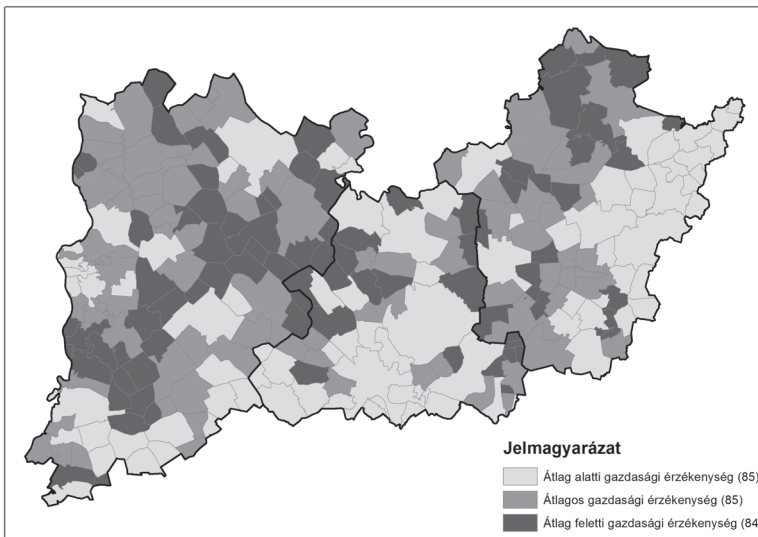 Jelmagyarázat
Átlag alatti gazdasági érzékenység (85)
Átlagos gazdasági érzékenység (85)
Átlag feletti gazdasági érzékenység (84